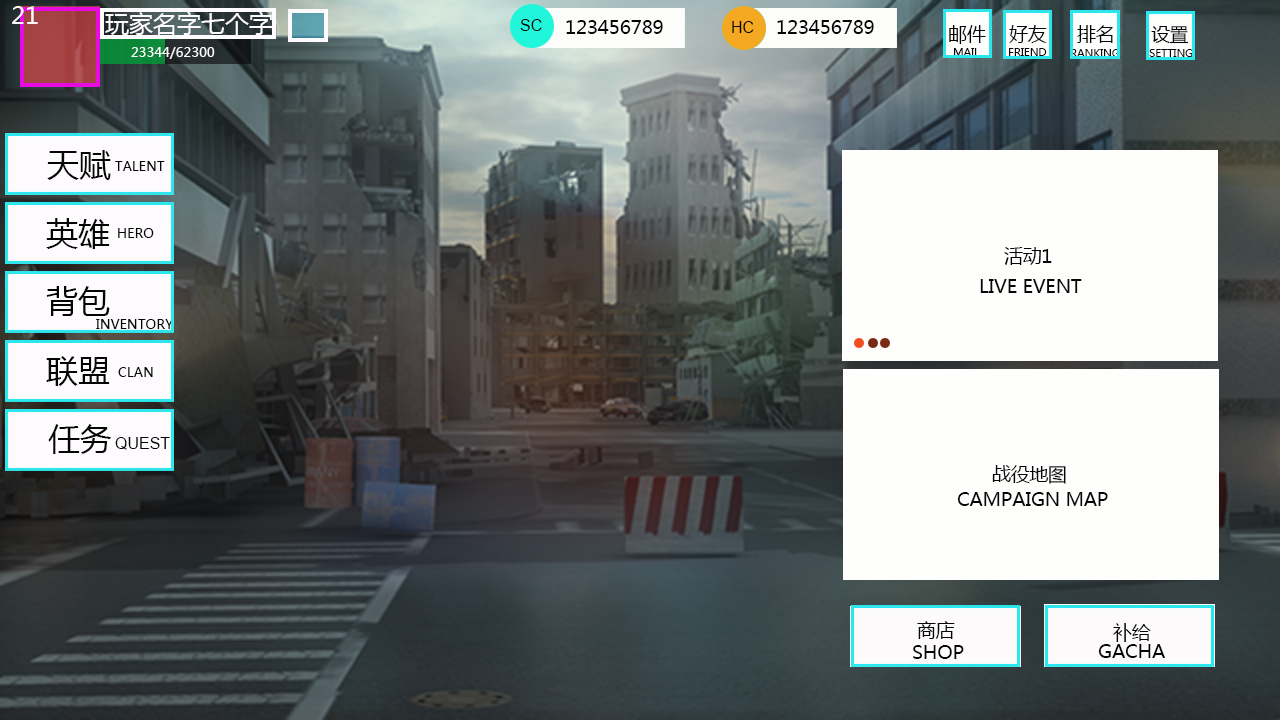 21
玩家名字七个字
23344/62300
SC 123456789
HC 123456789
邮件
MAIL
好友
FRIEND
排名
RANKING
设置
SETTING
天赋 TALENT
英雄 HERO
背包
INVENTORY
联盟 CLAN
任务 QUEST
活动1
LIVE EVENT
战役地图
CAMPAIGN MAP
商店
SHOP
补给
GACHA